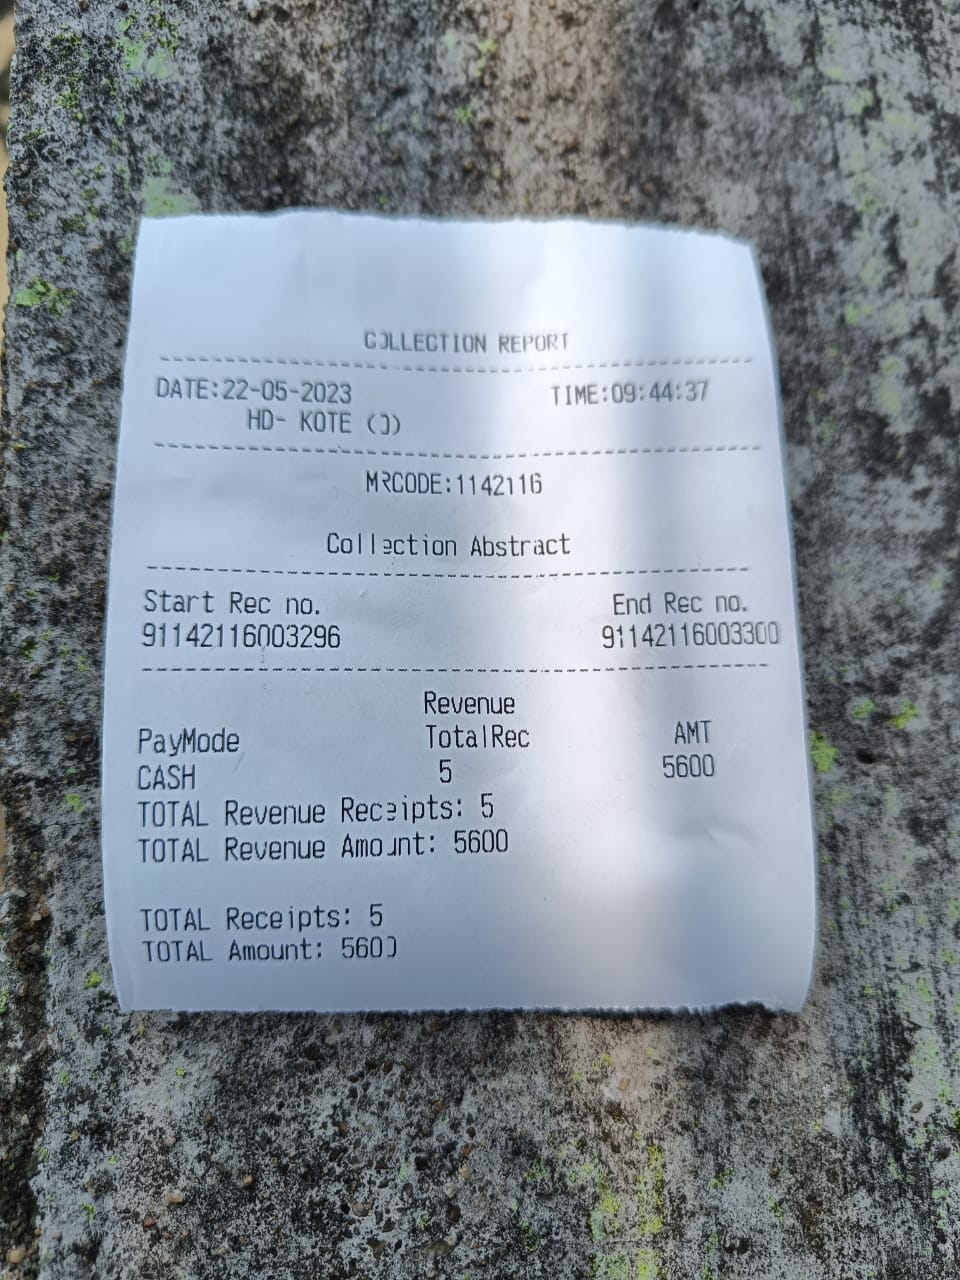 COLLECTION REPORT
DATE:22-05-2023 TIME:09:44:37
HD- KOTE (O)
MRCODE:1142116
Collection Abstract
Start Rec no. End Rec no.
91142116003296 91142116003300
Revenue
PayMode TotalRec AMT
CASH 5 5600
TOTAL Revenue Receipts: 5
TOTAL Revenue Amount: 5600
TOTAL Receipts: 5
TOTAL Amount: 5600